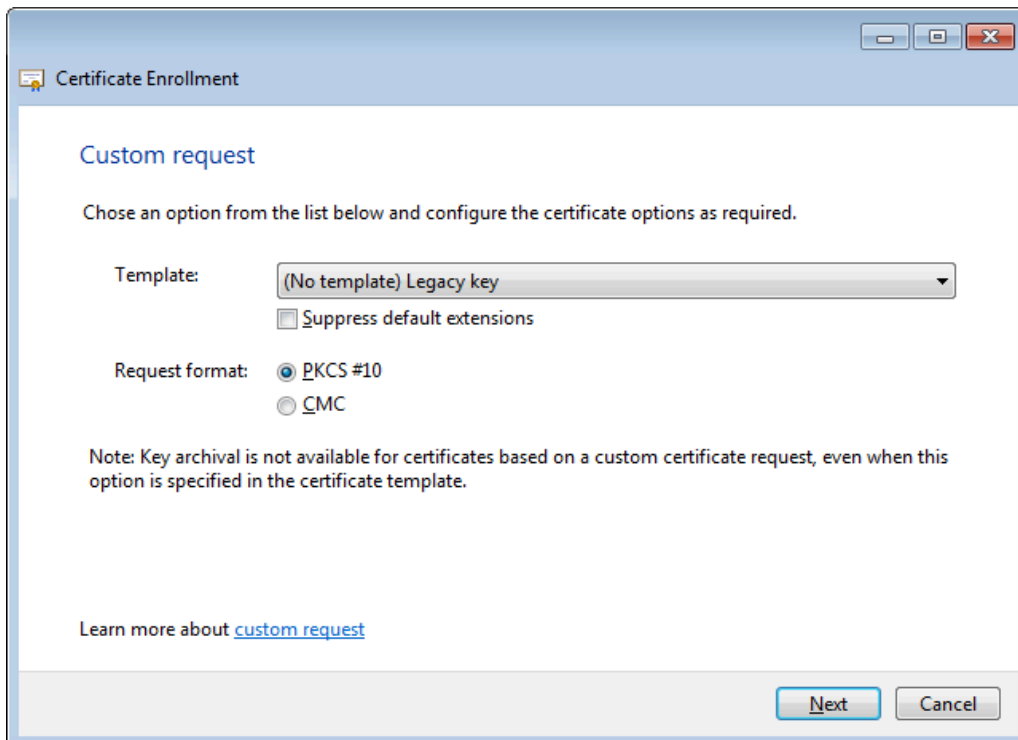 Certificate Enrollment
Custom request
Chose an option from the list below and configure the certificate options as required.
Template:
(No template) Legacy key
Suppress default extensions
Request format:
PKCS #10
CMC
Note: Key archival is not available for certificates based on a custom certificate request, even when this
option is specified in the certificate template.
Learn more about custom request
Next
Cancel